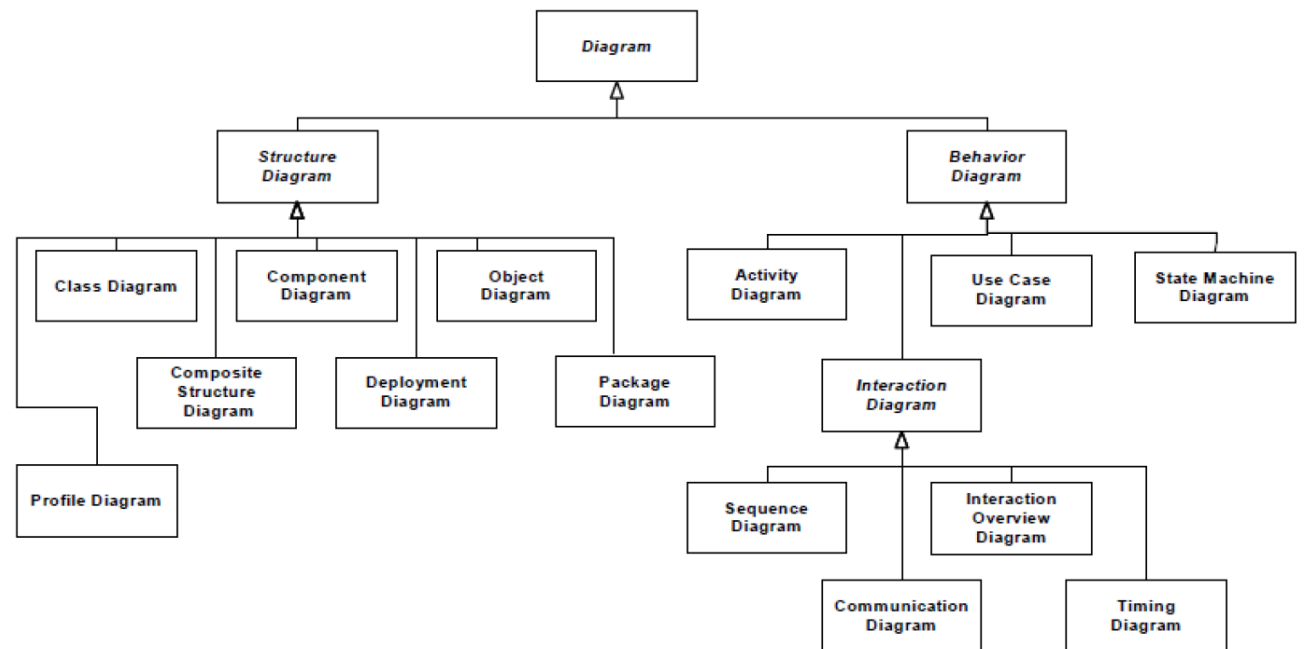 Diagram
Structure
Diagram
Behavior
Diagram
Class Diagram
Component
Diagram
Object
Diagram
Activity
Diagram
Use Case
Diagram
State Machine
Diagram
Composite
Structure
Diagram
Deployment
Diagram
Package
Diagram
Interaction
Diagram
Profile Diagram
Sequence
Diagram
Interaction
Overview
Diagram
Communication
Diagram
Timing
Diagram